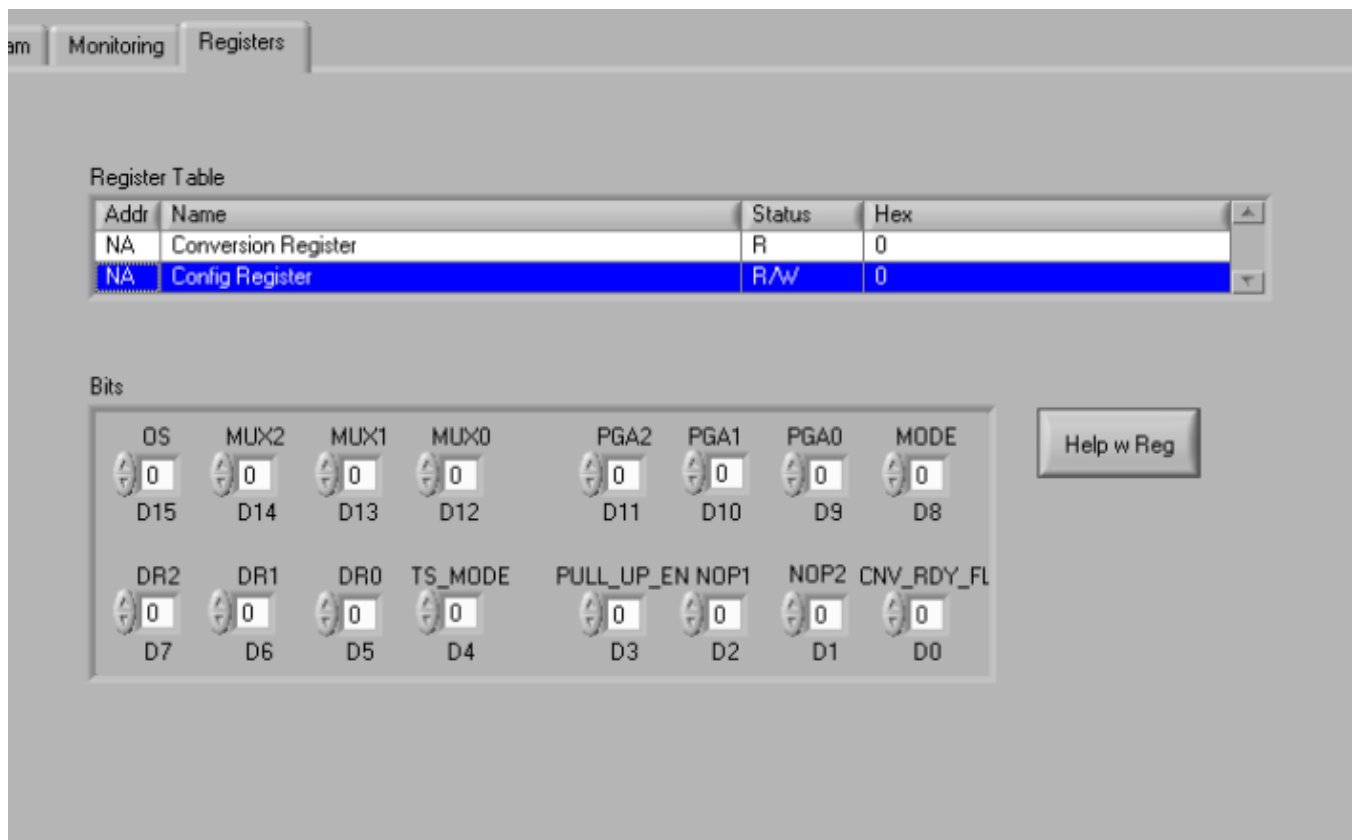 am Monitoring Registers
Register Table
Addr Name Status Hex
NA Conversion Register R 0
NA Config Register R/W 0
Bits
OS MUX2 MUX1 MUX0 PGA2 PGA1 PGA0 MODE
0 0 0 0 0 0 0 0
D15 D14 D13 D12 D11 D10 D9 D8
Help w Reg
DR2 DR1 DR0 TS_MODE PULL_UP_EN NOP1 NOP2 CNV_RDY_FL
0 0 0 0 0 0 0 0
D7 D6 D5 D4 D3 D2 D1 D0